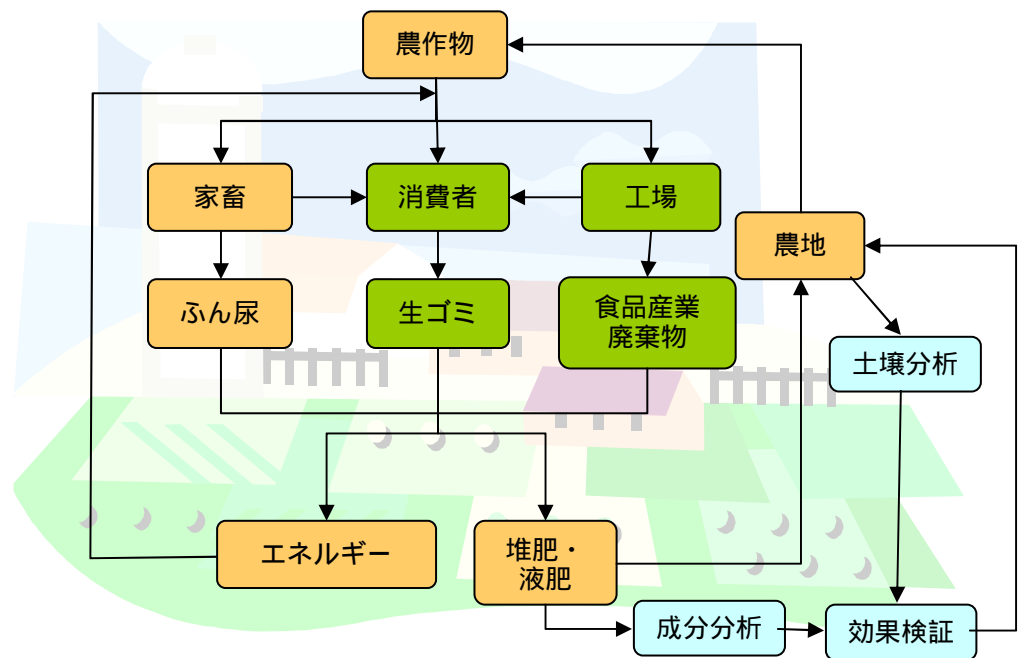 農作物
家畜
消費者
工場
農地
ふん尿
生ゴミ
食品産業
廃棄物
土壌分析
エネルギー
堆肥・
液肥
成分分析
効果検証